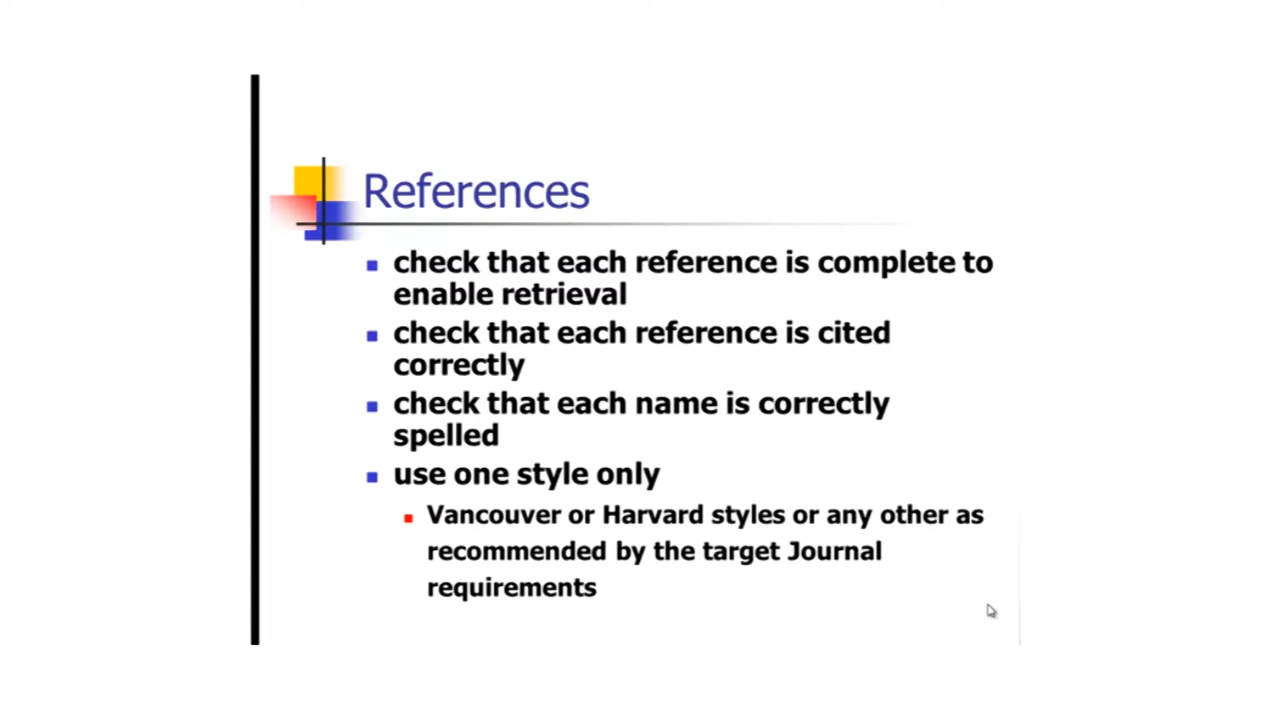 References
check that each reference is complete to
enable retrieval
check that each reference is cited
correctly
check that each name is correctly
spelled
use one style only
Vancouver or Harvard styles or any other as
recommended by the target Journal
requirements